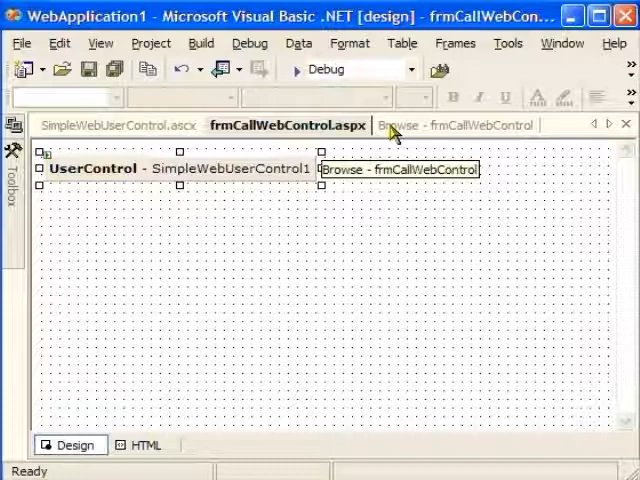 WebApplication1 - Microsoft Visual Basic .NET [design] - frmCallWebCont...
File Edit View Project Build Debug Data Format Table Frames Tools Window Help
Debug
B I U A
SimpleWebUserControl.ascx frmCallWebControl.aspx Browse - frmCallWebControl
Toolbox
UserControl - SimpleWebUserControl1
Browse - frmCallWebControl
Design HTML
Ready